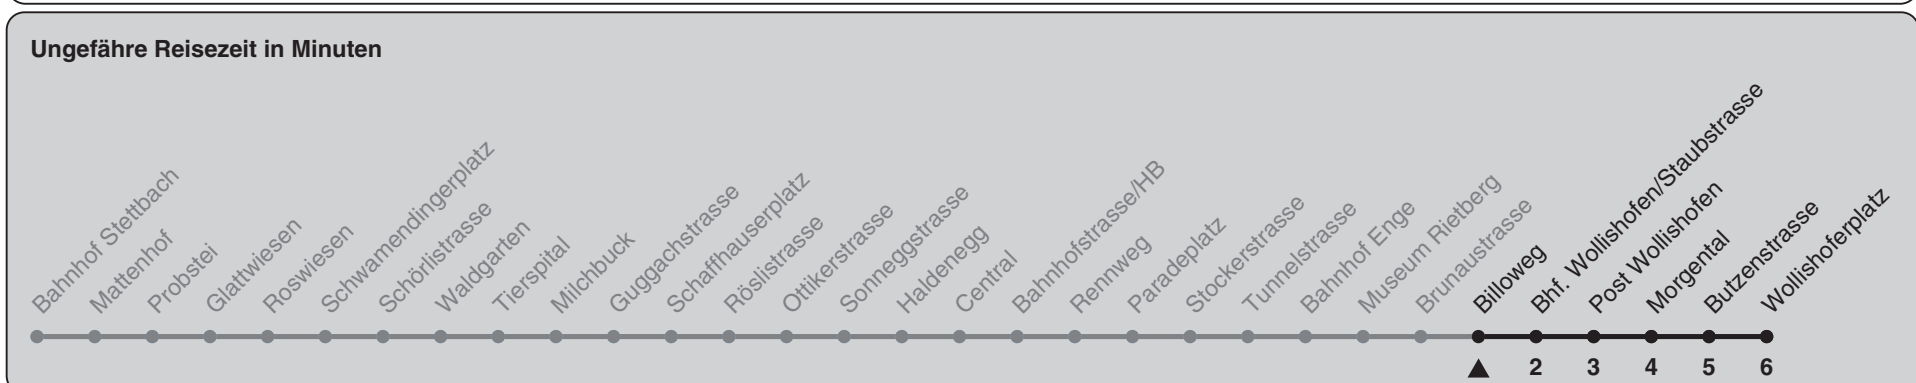 Ungefähre Reisezeit in Minuten
Bahnhof Stettbach
Mattenhof
Probstei
Glattwiesen
Roswiesen
Schwamendingerplatz
Schörlistrasse
Waldgarten
Tierspital
Milchbuck
Guggachstrasse
Schaffhauserplatz
Röslistrasse
Ottikerstrasse
Sonneggstrasse
Haldenegg
Central
Bahnhofstrasse/HB
Rennweg
Paradeplatz
Stockerstrasse
Tunnelstrasse
Bahnhof Enge
Museum Rietberg
Brunaustrasse
Billoweg
Bhf. Wollishofen/Staubstrasse
Post Wollishofen
Morgental
Butzenstrasse
Wollishoferplatz
2 3 4 5 6